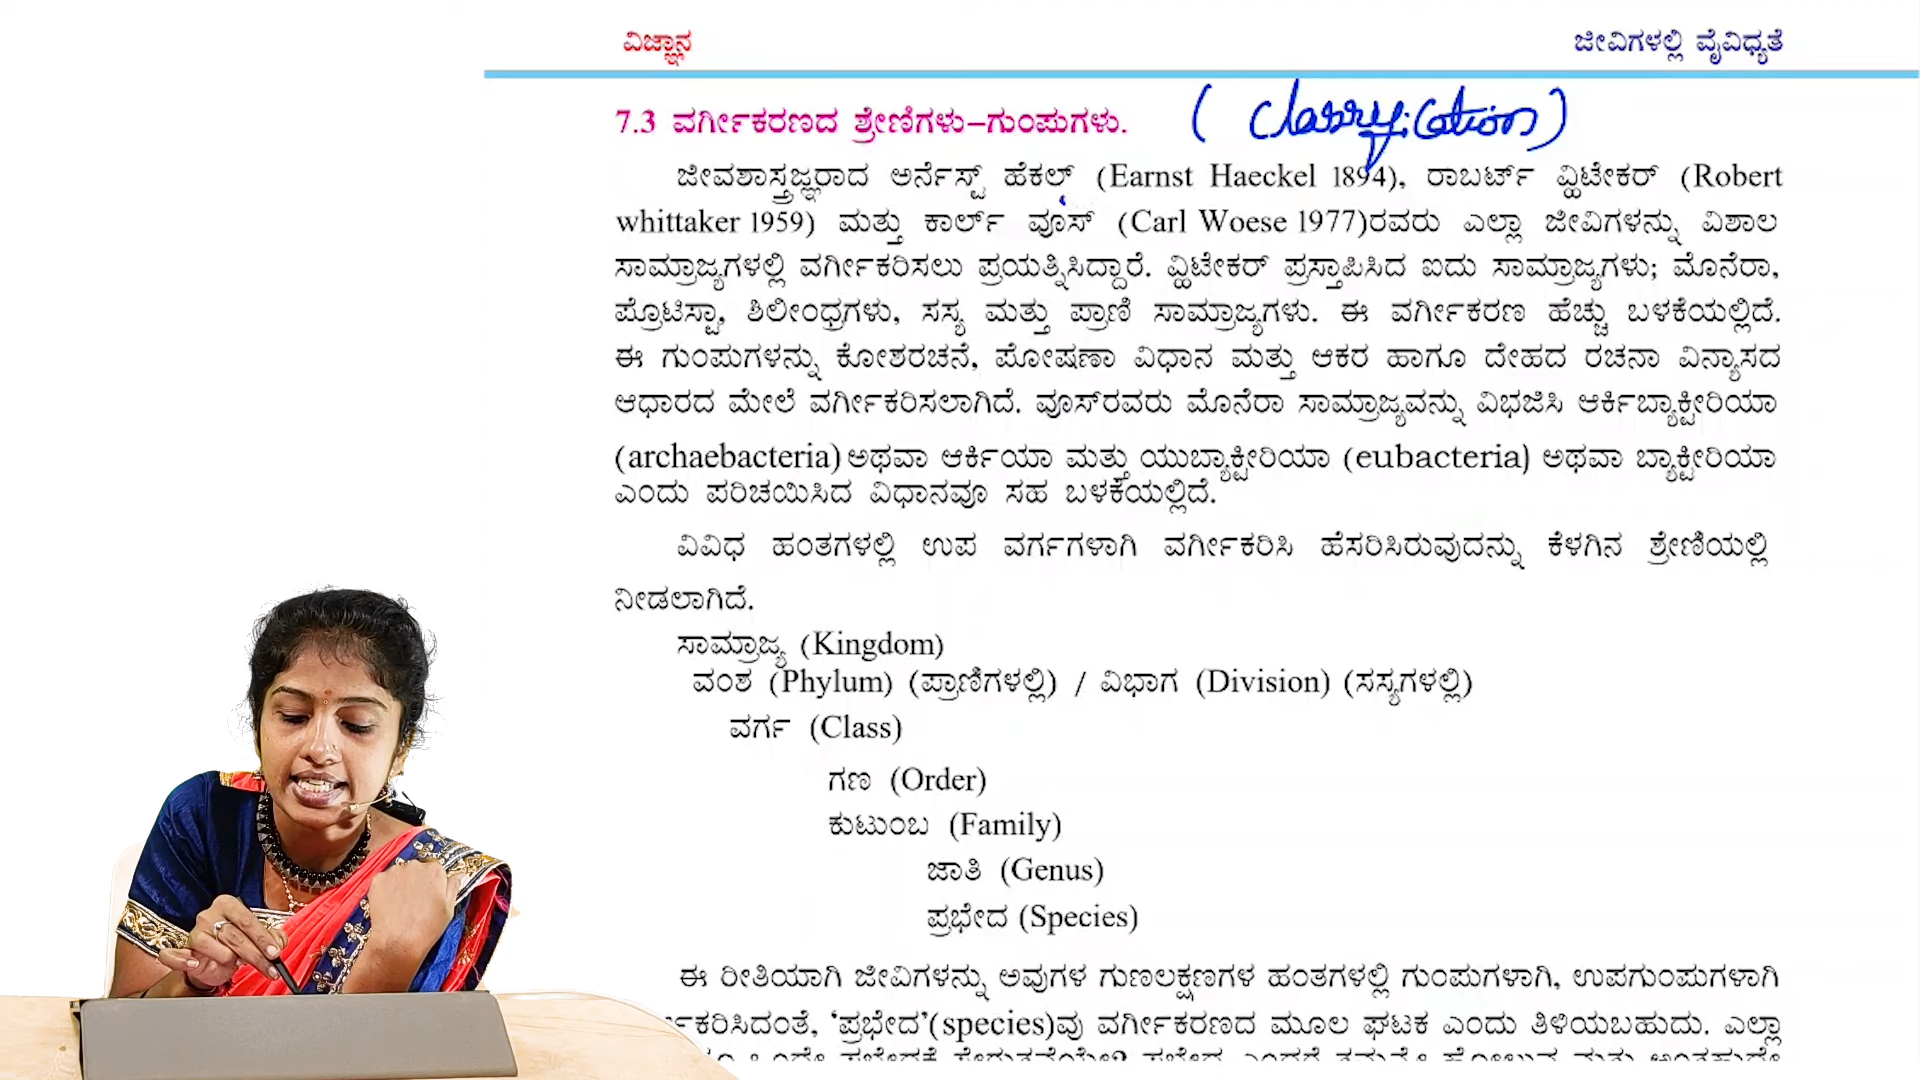 ವಿಜ್ಞಾನ ಜೀವಿಗಳಲ್ಲಿ ವೈವಿಧ್ಯತೆ
7.3 ವರ್ಗೀಕರಣದ ಶ್ರೇಣಿಗಳು–ಗುಂಪುಗಳು. (Classification)
ಜೀವಶಾಸ್ತ್ರಜ್ಞರಾದ ಅರ್ನೆಸ್ಟ್ ಹೆಕಲ್ (Earnst Haeckel 1894), ರಾಬರ್ಟ್ ವ್ಹಿಟೇಕರ್ (Robert
whittaker 1959) ಮತ್ತು ಕಾರ್ಲ್ ವೂಸ್ (Carl Woese 1977)ರವರು ಎಲ್ಲಾ ಜೀವಿಗಳನ್ನು ವಿಶಾಲ
ಸಾಮ್ರಾಜ್ಯಗಳಲ್ಲಿ ವರ್ಗೀಕರಿಸಲು ಪ್ರಯತ್ನಿಸಿದ್ದಾರೆ. ವ್ಹಿಟೇಕರ್ ಪ್ರಸ್ತಾಪಿಸಿದ ಐದು ಸಾಮ್ರಾಜ್ಯಗಳು; ಮೊನೆರಾ,
ಪ್ರೊಟಿಸ್ಟಾ, ಶಿಲೀಂಧ್ರಗಳು, ಸಸ್ಯ ಮತ್ತು ಪ್ರಾಣಿ ಸಾಮ್ರಾಜ್ಯಗಳು. ಈ ವರ್ಗೀಕರಣ ಹೆಚ್ಚು ಬಳಕೆಯಲ್ಲಿದೆ.
ಈ ಗುಂಪುಗಳನ್ನು ಕೋಶರಚನೆ, ಪೋಷಣಾ ವಿಧಾನ ಮತ್ತು ಆಕರ ಹಾಗೂ ದೇಹದ ರಚನಾ ವಿನ್ಯಾಸದ
ಆಧಾರದ ಮೇಲೆ ವರ್ಗೀಕರಿಸಲಾಗಿದೆ. ವೂಸ್‌ರವರು ಮೊನೆರಾ ಸಾಮ್ರಾಜ್ಯವನ್ನು ವಿಭಜಿಸಿ ಆರ್ಕಿಬ್ಯಾಕ್ಟೀರಿಯಾ
(archaebacteria) ಅಥವಾ ಆರ್ಕಿಯಾ ಮತ್ತು ಯುಬ್ಯಾಕ್ಟೀರಿಯಾ (eubacteria) ಅಥವಾ ಬ್ಯಾಕ್ಟೀರಿಯಾ
ಎಂದು ಪರಿಚಯಿಸಿದ ವಿಧಾನವೂ ಸಹ ಬಳಕೆಯಲ್ಲಿದೆ.
ವಿವಿಧ ಹಂತಗಳಲ್ಲಿ ಉಪ ವರ್ಗಗಳಾಗಿ ವರ್ಗೀಕರಿಸಿ ಹೆಸರಿಸಿರುವುದನ್ನು ಕೆಳಗಿನ ಶ್ರೇಣಿಯಲ್ಲಿ
ನೀಡಲಾಗಿದೆ.
ಸಾಮ್ರಾಜ್ಯ (Kingdom)
ವಂಶ (Phylum) (ಪ್ರಾಣಿಗಳಲ್ಲಿ) / ವಿಭಾಗ (Division) (ಸಸ್ಯಗಳಲ್ಲಿ)
ವರ್ಗ (Class)
ಗಣ (Order)
ಕುಟುಂಬ (Family)
ಜಾತಿ (Genus)
ಪ್ರಭೇದ (Species)
ಈ ರೀತಿಯಾಗಿ ಜೀವಿಗಳನ್ನು ಅವುಗಳ ಗುಣಲಕ್ಷಣಗಳ ಹಂತಗಳಲ್ಲಿ ಗುಂಪುಗಳಾಗಿ, ಉಪಗುಂಪುಗಳಾಗಿ
‘ಪ್ರಭೇದ’(species)ವು ವರ್ಗೀಕರಣದ ಮೂಲ ಘಟಕ ಎಂದು ತಿಳಿಯಬಹುದು. ಎಲ್ಲಾ